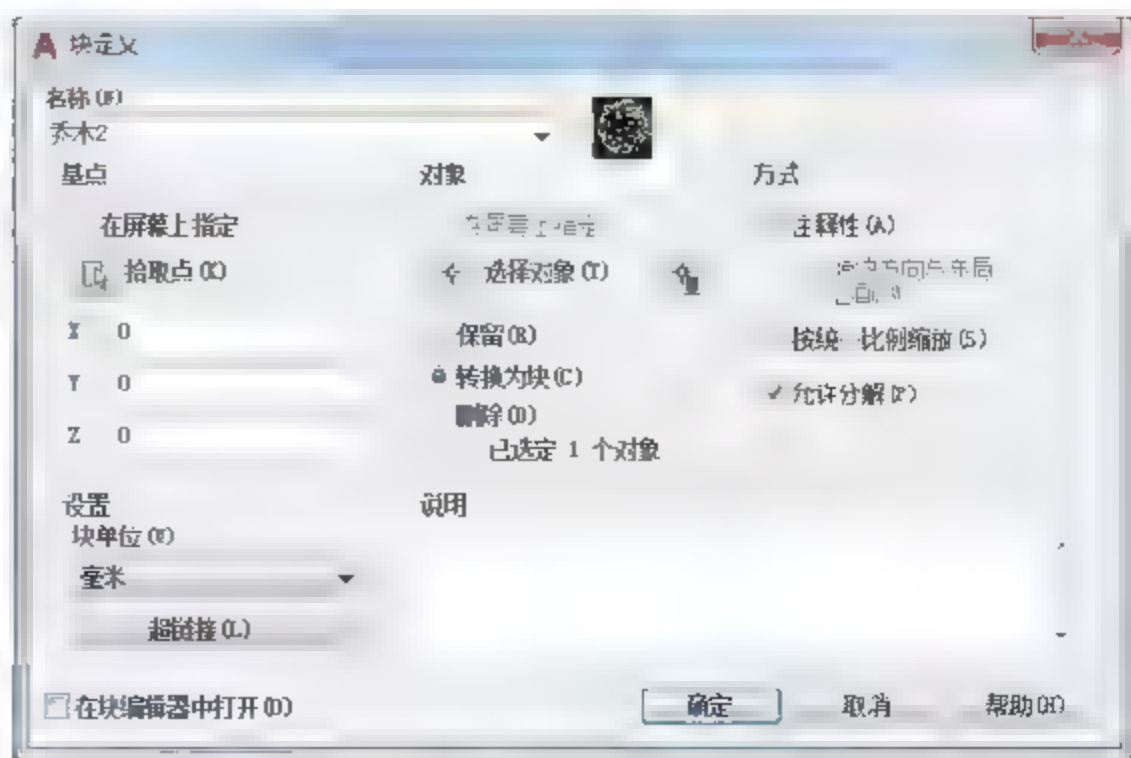 块定义
名称(N)
乔木2
基点
在屏幕上指定
拾取点(K)
X 0
Y 0
Z 0
对象
选择对象(T)
保留(R)
转换为块(C)
删除(D)
已选定 1 个对象
方式
主释性(A)
按统一比例缩放(S)
允许分解(P)
设置
块单位(U)
毫米
超链接(L)
说明
在块编辑器中打开(O)
确定 取消 帮助(H)